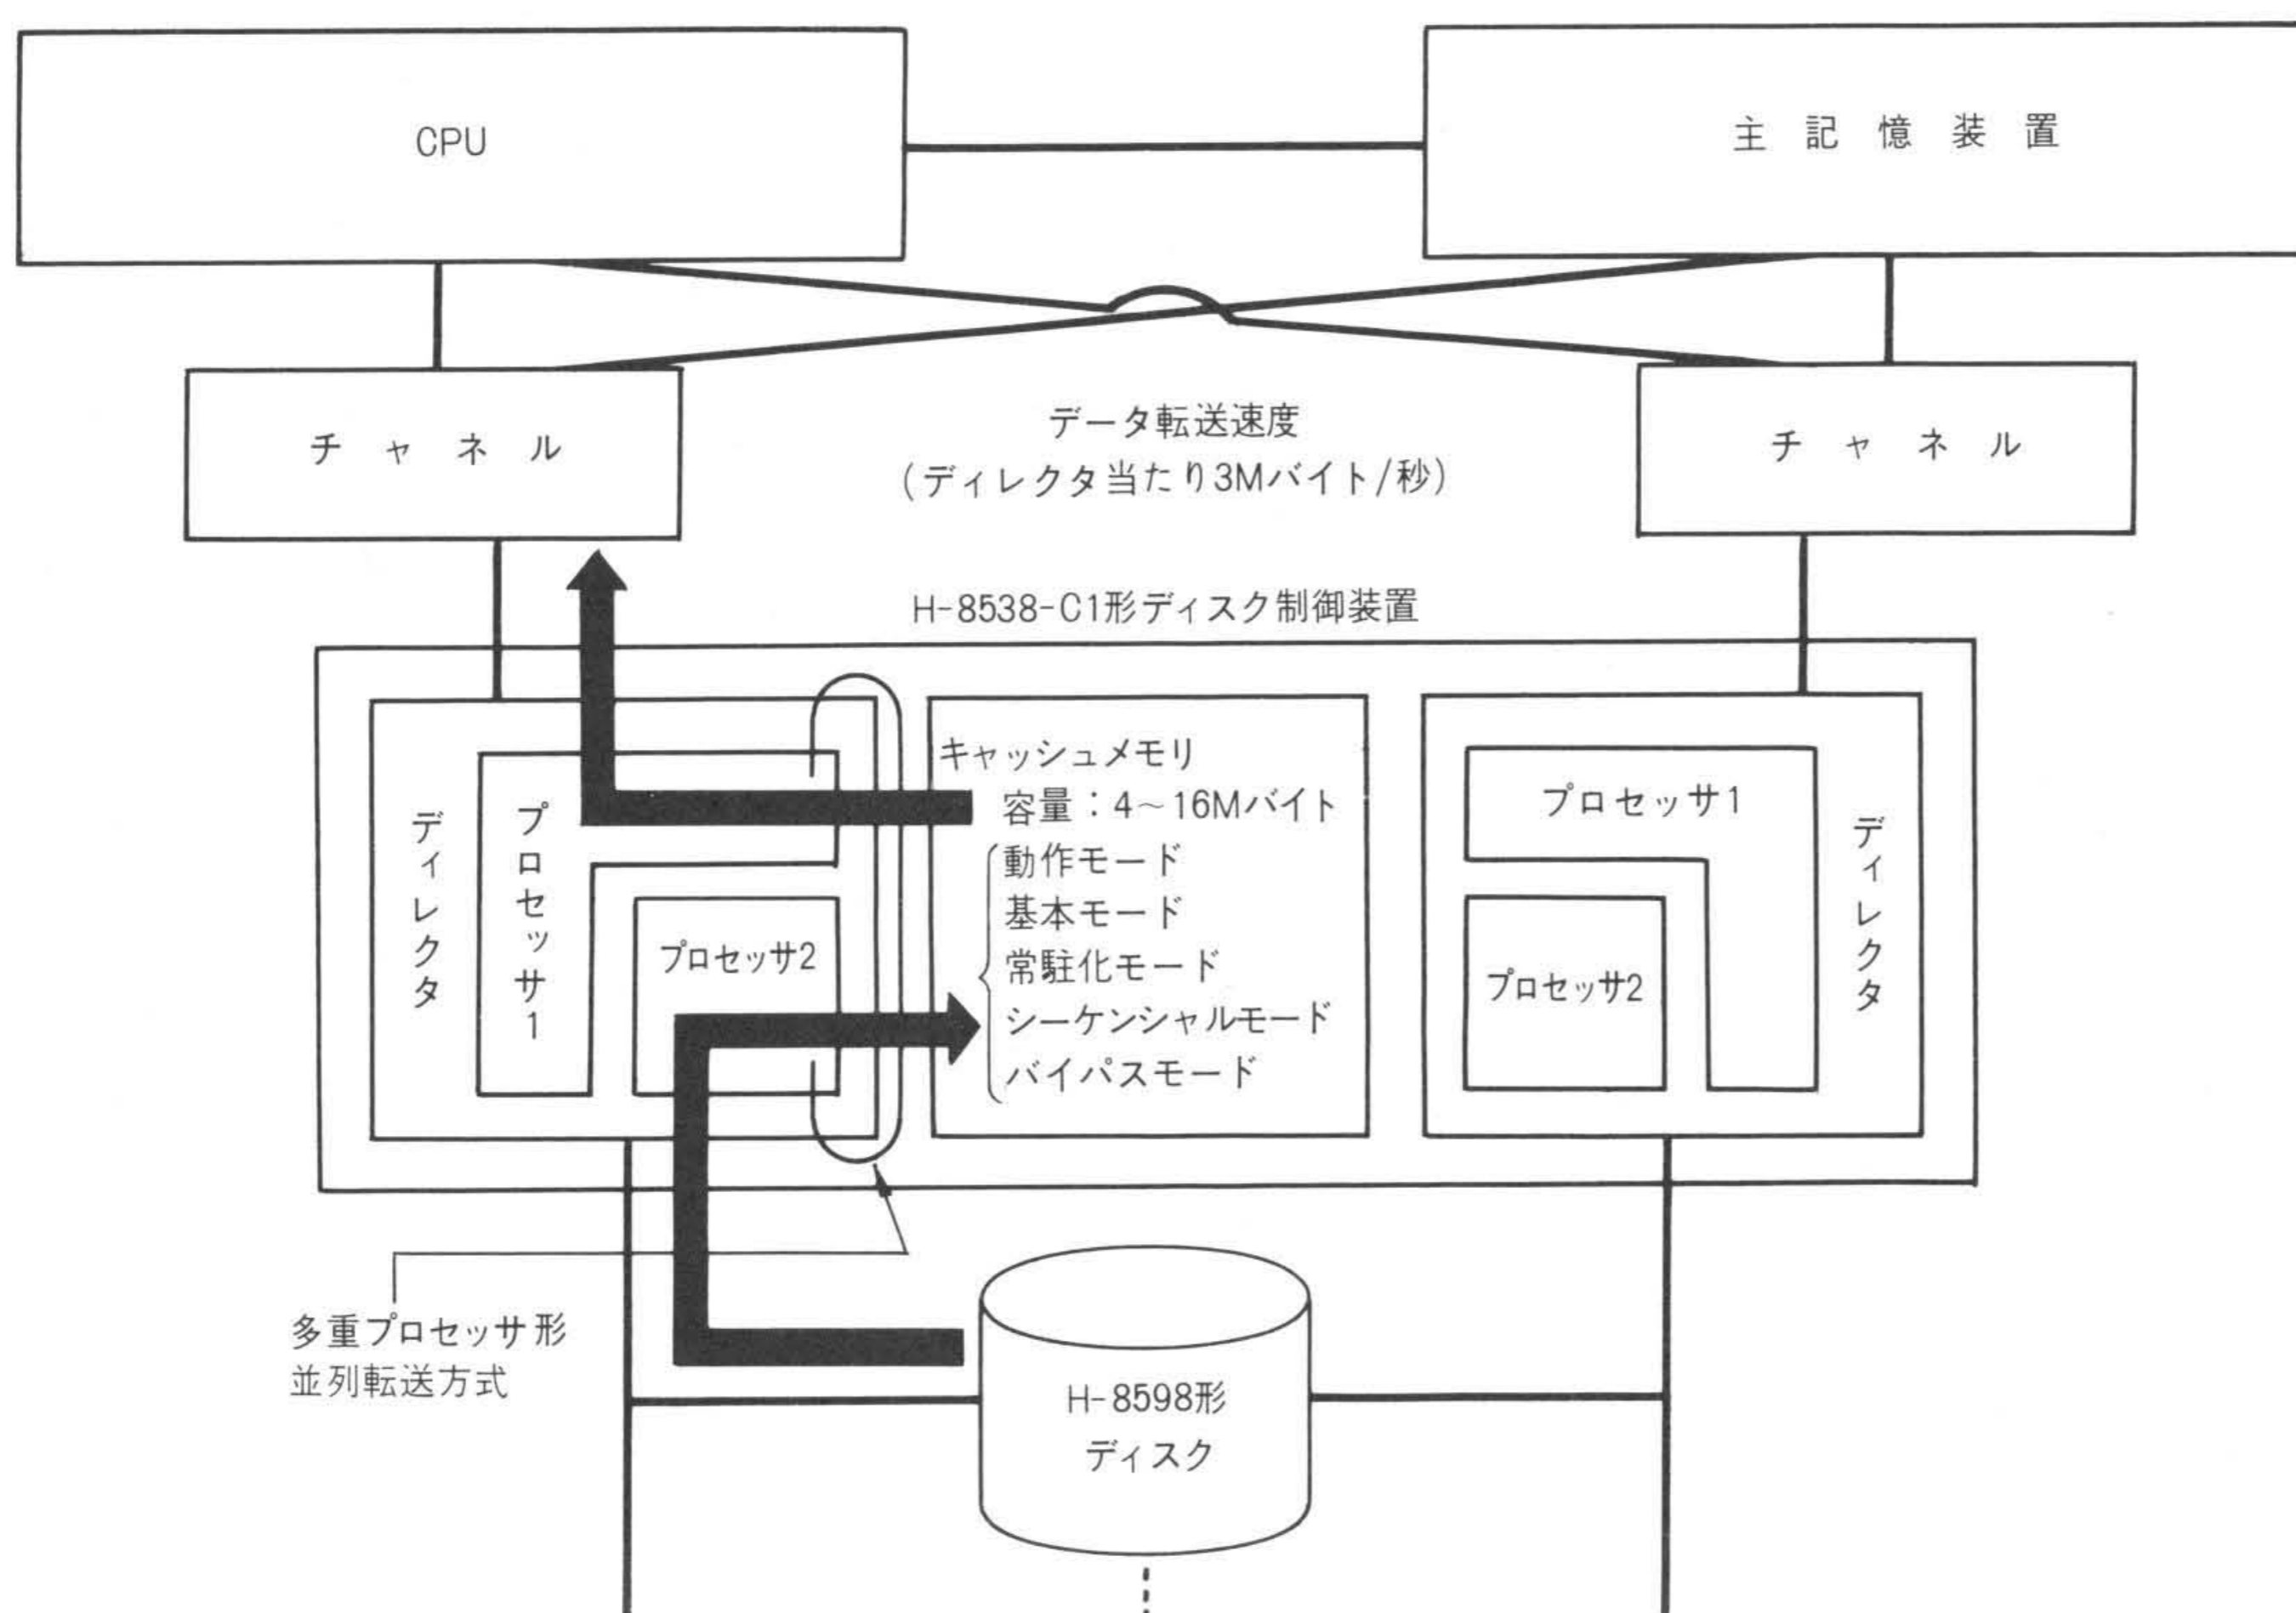 CPU
主記憶装置
チャネル
データ転送速度
(ディレクタ当たり3Mバイト/秒)
チャネル
H-8538-C1形ディスク制御装置
ディレクタ
プロセッサ1
プロセッサ2
キャッシュメモリ
容量:4~16Mバイト
動作モード
基本モード
常駐化モード
シーケンシャルモード
バイパスモード
プロセッサ1
プロセッサ2
ディレクタ
多重プロセッサ形
並列転送方式
H-8598形
ディスク